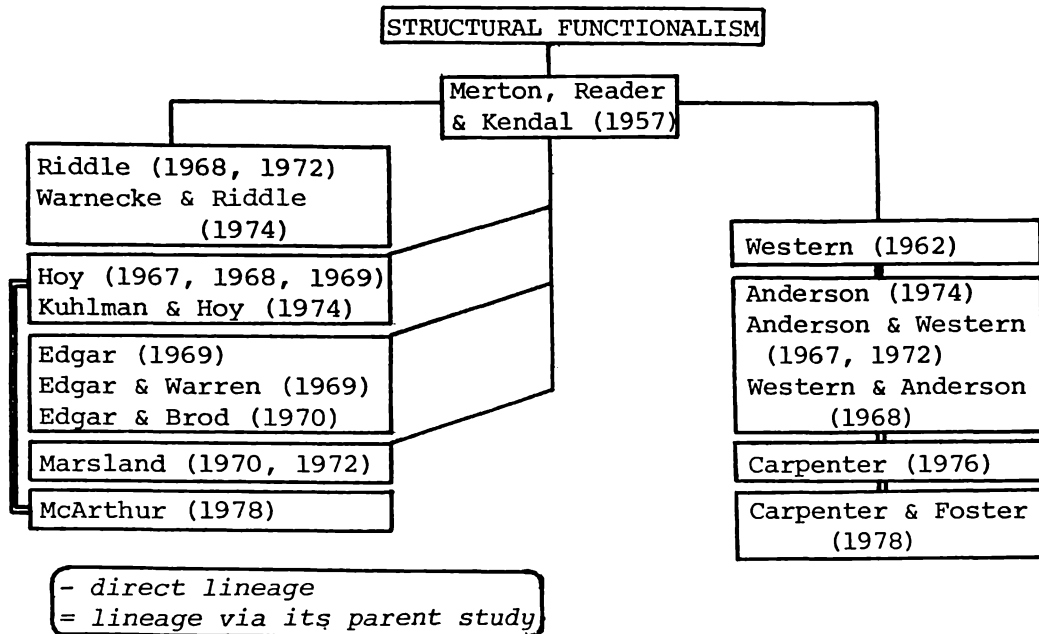 STRUCTURAL FUNCTIONALISM
Merton, Reader
& Kendal (1957)
Riddle (1968, 1972)
Warnecke & Riddle
(1974)
Hoy (1967, 1968, 1969)
Kuhlman & Hoy (1974)
Edgar (1969)
Edgar & Warren (1969)
Edgar & Brod (1970)
Marsland (1970, 1972)
McArthur (1978)
Western (1962)
Anderson (1974)
Anderson & Western
(1967, 1972)
Western & Anderson
(1968)
Carpenter (1976)
Carpenter & Foster
(1978)
- direct lineage
= lineage via its parent study